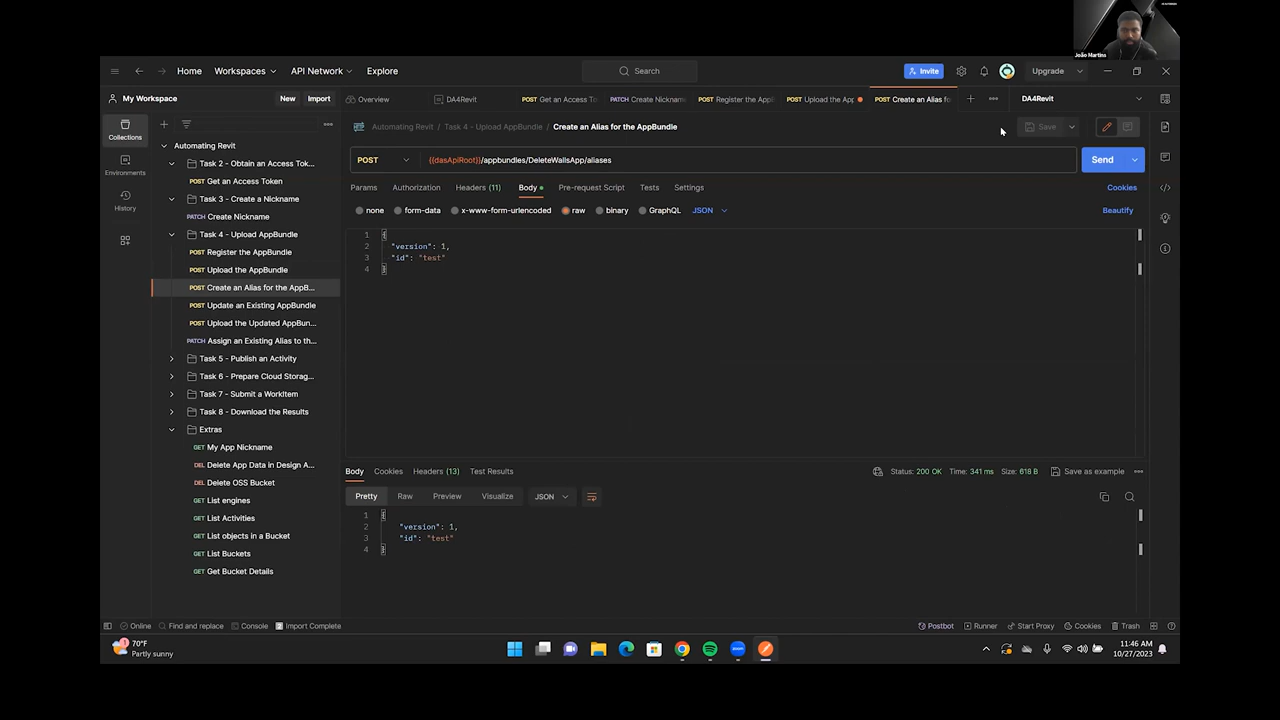 João Martins
Home Workspaces API Network Explore Search Invite Upgrade
My Workspace New Import Overview DA4Revit POST Get an Access To PATCH Create Nickname POST Register the AppB POST Upload the App POST Create an Alias fo DA4Revit
Collections
Environments
History
Automating Revit
Task 2 - Obtain an Access Tok...
POST Get an Access Token
Task 3 - Create a Nickname
PATCH Create Nickname
Task 4 - Upload AppBundle
POST Register the AppBundle
POST Upload the AppBundle
POST Create an Alias for the AppB...
POST Update an Existing AppBundle
POST Upload the Updated AppBun...
PATCH Assign an Existing Alias to th...
Task 5 - Publish an Activity
Task 6 - Prepare Cloud Storag...
Task 7 - Submit a WorkItem
Task 8 - Download the Results
Extras
GET My App Nickname
DEL Delete App Data in Design A...
DEL Delete OSS Bucket
GET List engines
GET List Activities
GET List objects in a Bucket
GET List Buckets
GET Get Bucket Details
Automating Revit / Task 4 - Upload AppBundle / Create an Alias for the AppBundle Save
POST {{dasApiRoot}}/appbundles/DeleteWallsApp/aliases Send
Params Authorization Headers (11) Body Pre-request Script Tests Settings Cookies
none form-data x-www-form-urlencoded raw binary GraphQL JSON Beautify
1 {
2 "version": 1,
3 "id": "test"
4 }
Body Cookies Headers (13) Test Results Status: 200 OK Time: 341 ms Size: 618 B Save as example
Pretty Raw Preview Visualize JSON
1 {
2 "version": 1,
3 "id": "test"
4 }
Online Find and replace Console Import Complete Postbot Runner Start Proxy Cookies Trash
70°F
Partly sunny
11:46 AM
10/27/2023